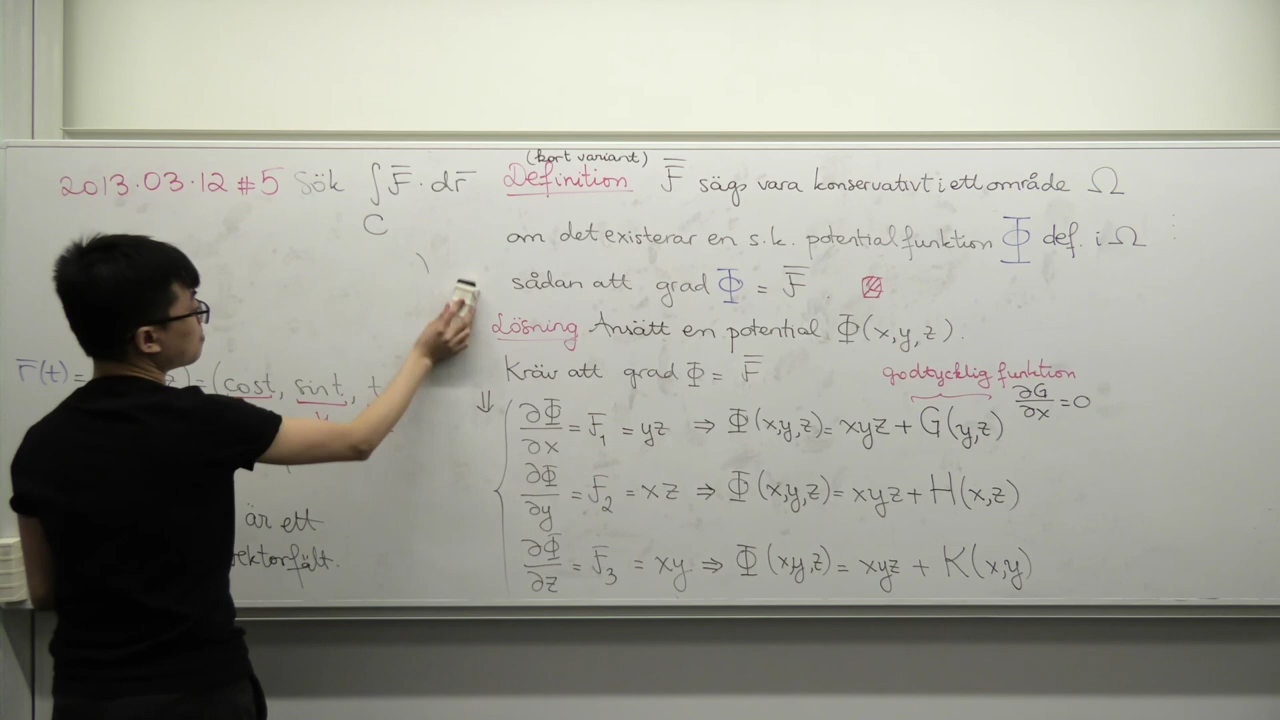 2013.03.12 #5 Sök ∫ F̄ · dr̄
C
r̄(t) = z) = (cost, sint, t
y
är ett
vektorfält.
(kort variant)
Definition F̄ sägs vara konservativt i ett område Ω
om det existerar en s.k. potentialfunktion Φ def. i Ω
sådan att grad Φ = F̄.
Lösning Ansätt en potential Φ(x,y,z).
Kräv att grad Φ = F̄
godtycklig funktion
⇓ { ∂Φ/∂x = F₁ = yz ⇒ Φ(x,y,z) = xyz + G(y,z) ∂G/∂x = 0
∂Φ/∂y = F₂ = xz ⇒ Φ(x,y,z) = xyz + H(x,z)
∂Φ/∂z = F₃ = xy ⇒ Φ(x,y,z) = xyz + K(x,y)